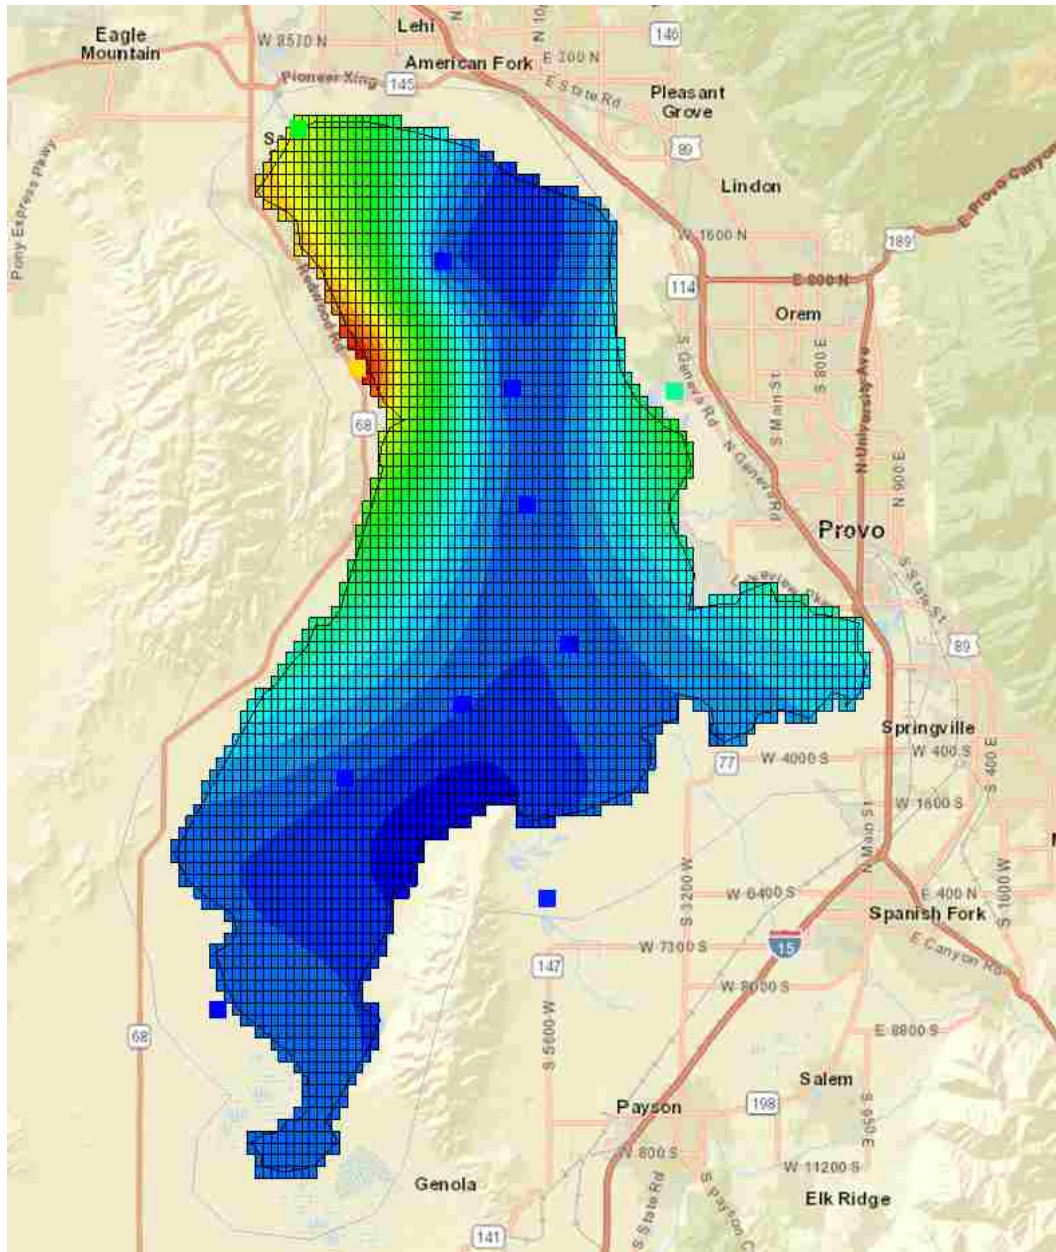 Eagle
Mountain
W 8570 N
Lehi
146
American Fork
E 200 N
Pioneer Xing
145
E State Rd
Pleasant
Grove
89
Lindon
Pony Express Pkwy
E Provo Canyon
W 1600 N
189
Redwood Rd
114
E 800 N
Orem
S Geneva Rd
S 800 E
S Main St
N University Ave
68
N Geneva Rd
N 900 E
Provo
S State St
89
Springville
W 400 S
77
W 4000 S
S 400 E
W 1600 S
N Main St
S 3200 W
W 6400 S
E 400 N
S 1600 W
Spanish Fork
15
W 7300 S
E Canyon Rd
147
W 8000 S
68
E 8800 S
S 5600 W
Salem
Payson
198
S 050 E
W 800 S
W 11200 S
Genola
Elk Ridge
S State Rd
S Payson C
141